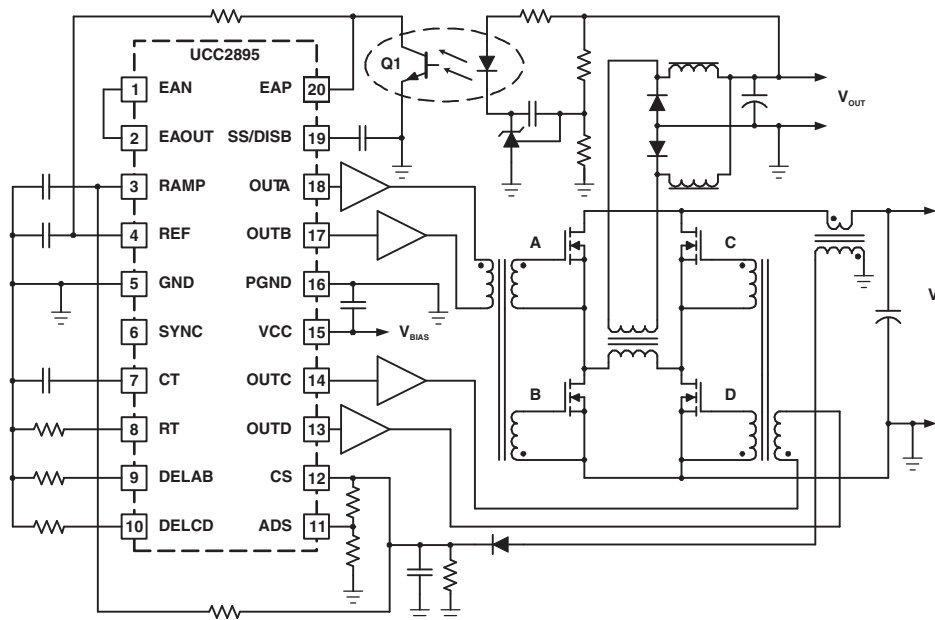 UCC2895
Q1
1 EAN
EAP 20
2 EAOUT
SS/DISB 19
3 RAMP
OUTA 18
4 REF
OUTB 17
5 GND
PGND 16
6 SYNC
VCC 15
7 CT
OUTC 14
8 RT
OUTD 13
9 DELAB
CS 12
10 DELCD
ADS 11
VBIAS
VOUT
A
C
B
D
V